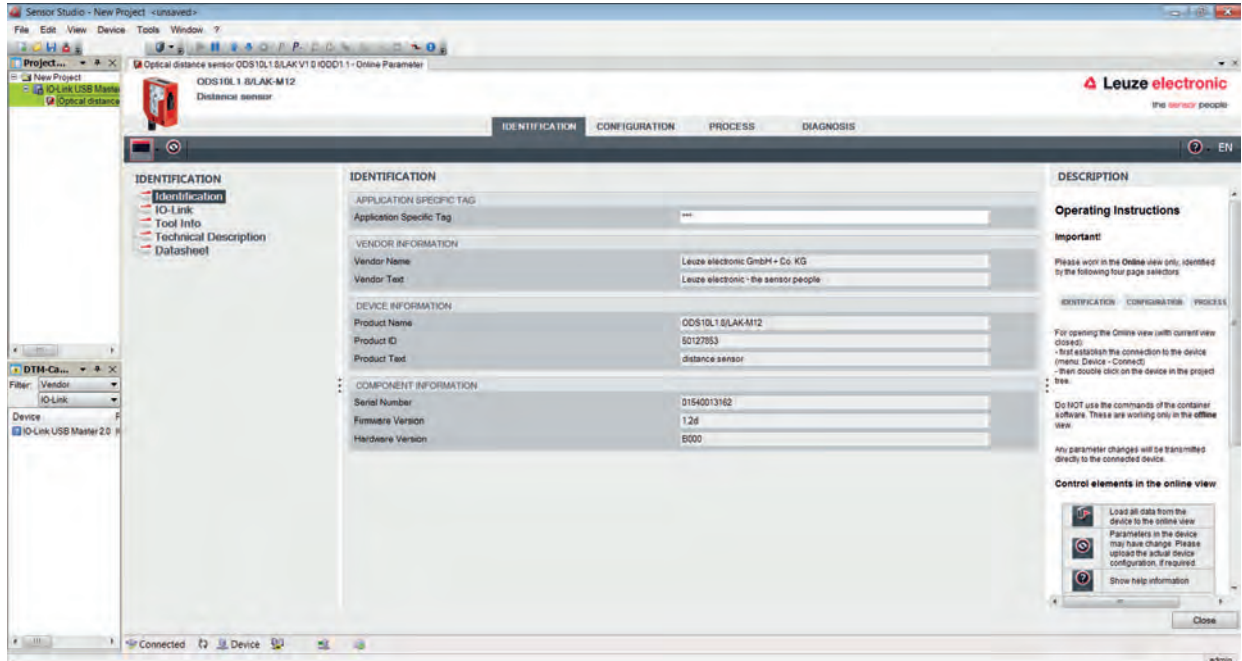 Sensor Studio - New Project <unsaved>
File Edit View Device Tools Window ?
Project...
New Project
IO-Link USB Maste
Optical distance
Optical distance sensor ODS10L1.8/LAK V1.0 IODD1.1 - Online Parameter
ODS10L1.8/LAK-M12
Distance sensor
Leuze electronic
the sensor people
IDENTIFICATION CONFIGURATION PROCESS DIAGNOSIS
EN
IDENTIFICATION
Identification
IO-Link
Tool Info
Technical Description
Datasheet
IDENTIFICATION
APPLICATION SPECIFIC TAG
Application Specific Tag ***
VENDOR INFORMATION
Vendor Name Leuze electronic GmbH + Co. KG
Vendor Text Leuze electronic - the sensor people
DEVICE INFORMATION
Product Name ODS10L1.8/LAK-M12
Product ID 50127853
Product Text distance sensor
COMPONENT INFORMATION
Serial Number 01540013162
Firmware Version 1.2d
Hardware Version B000
DESCRIPTION
Operating Instructions
Important!
Please work in the Online view only, identified
by the following four page selectors
IDENTIFICATION CONFIGURATION PROCESS
For opening the Online view (with current view
closed):
- first establish the connection to the device
(menu: Device - Connect)
- then double click on the device in the project
tree.
Do NOT use the commands of the container
software. These are working only in the offline
view.
Any parameter changes will be transmitted
directly to the connected device.
Control elements in the online view
Load all data from the
device to the online view
Parameters in the device
may have change. Please
upload the actual device
configuration, if required.
Show help information
Close
DTM-Ca...
Filter: Vendor
IO-Link
Device
IO-Link USB Master 2.0
Connected Device
admin